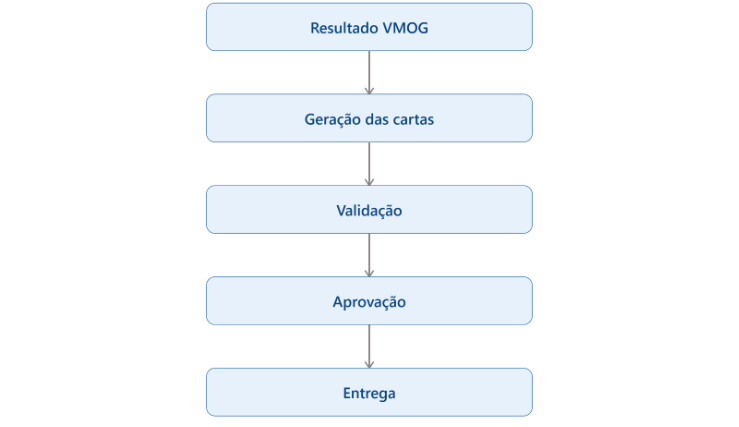 Resultado VMOG
Geração das cartas
Validação
Aprovação
Entrega